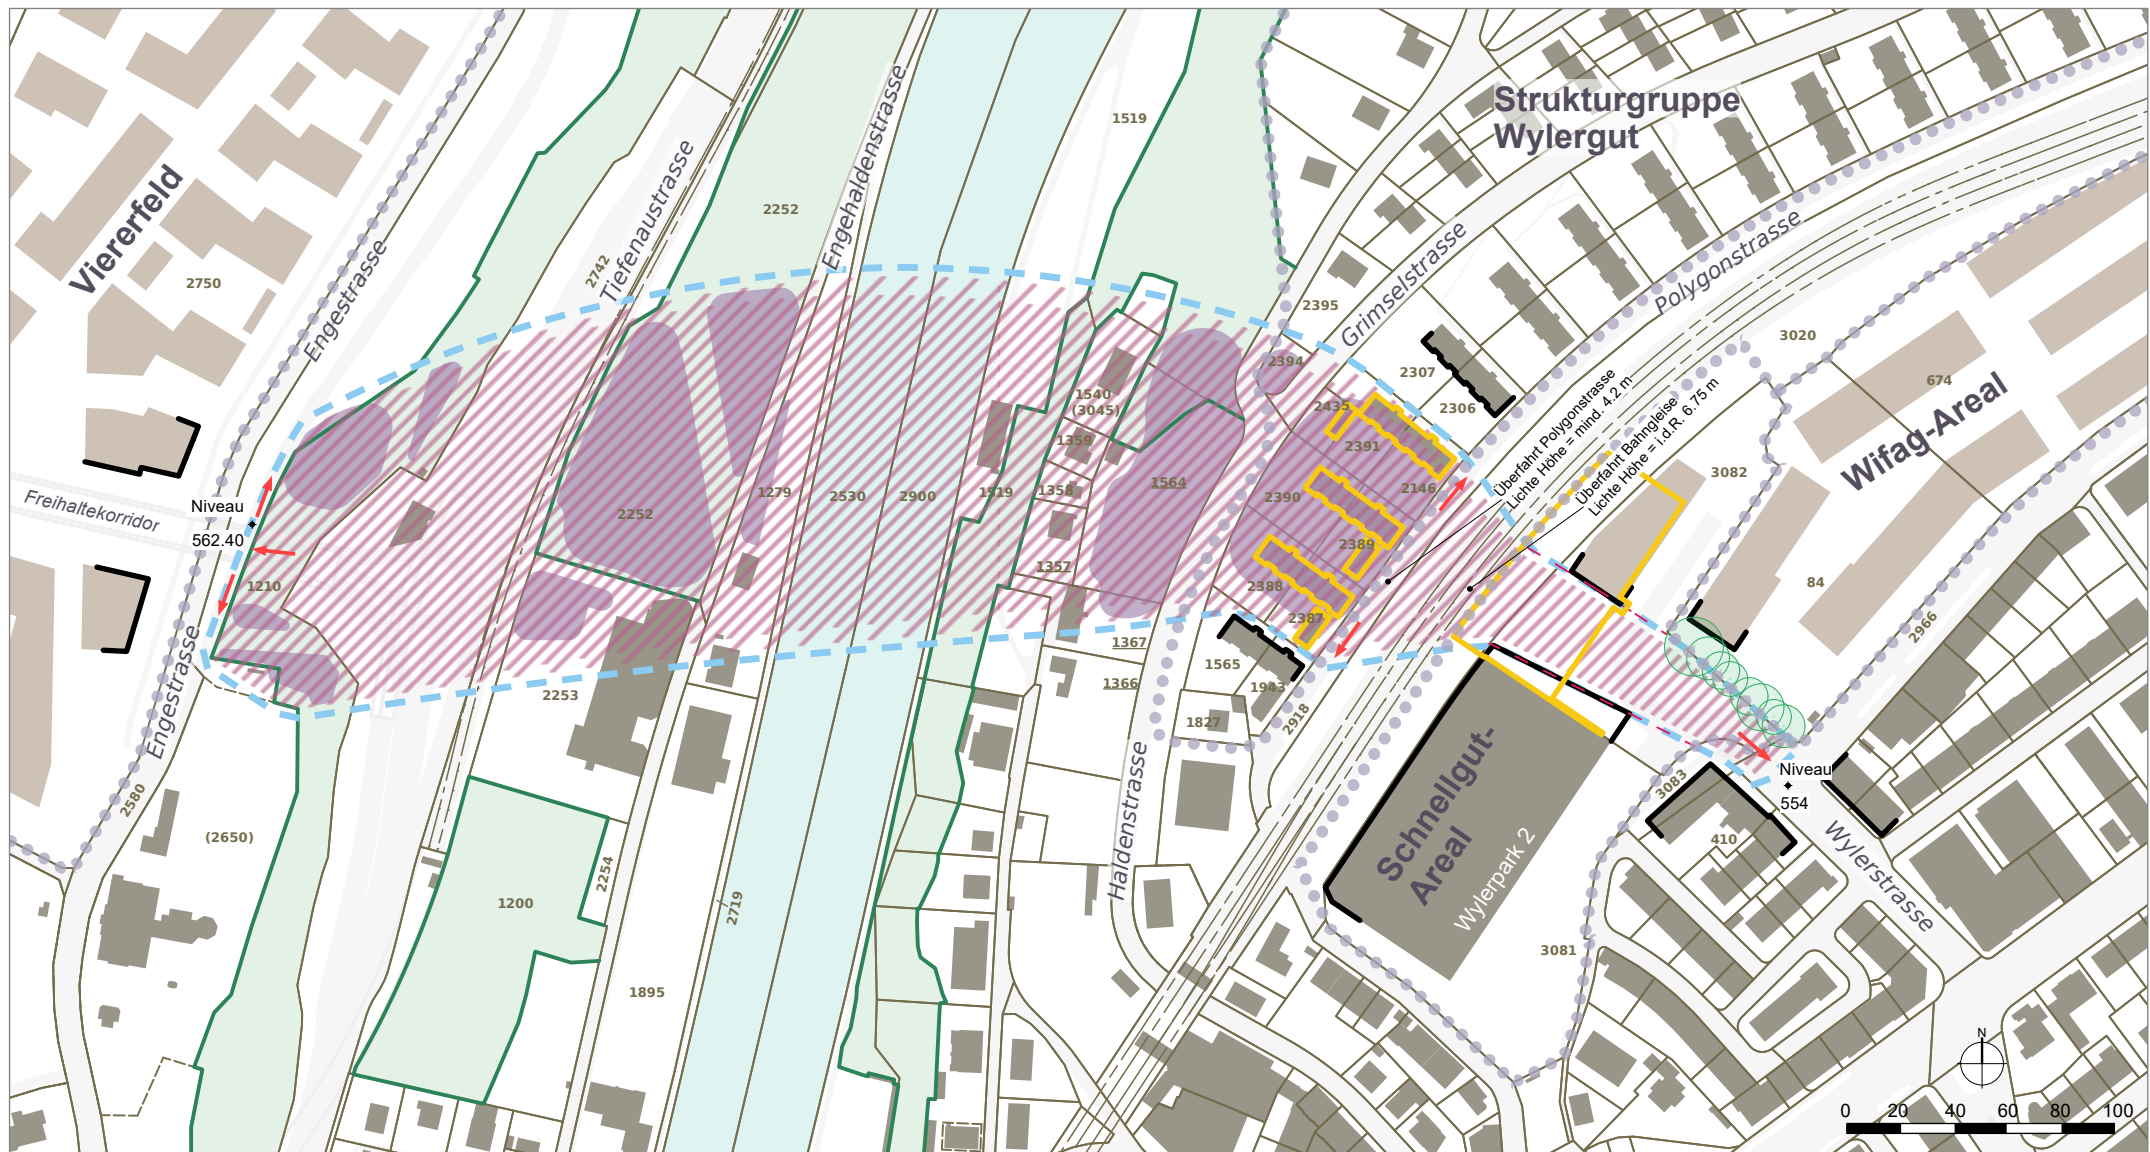 Strukturgruppe
Wylergut
1519
Viererfeld
2750
Engestrasse
2742
Tiefenaustrasse
2252
Engehaldenstrasse
2395
Grimselstrasse
Polygonstrasse
3020
674
Wifag-Areal
2394
2307
2306
2435
2391
1540
(3045)
1359
Überfahrt Polygonstrasse
Lichte Höhe = mind. 4.2 m
Überfahrt Bahngleise
Lichte Höhe = i.d.R. 6.75 m
3082
Freihaltekorridor
Niveau
562.40
2252
1279
2530
2900
1519
1358
1564
2390
2146
2389
1210
1357
2388
2387
84
2966
Engestrasse
2253
1367
1366
1565
1943
1827
2918
Niveau
554
3083
410
Wylerstrasse
2580
(2650)
1200
2254
2719
1895
Haldenstrasse
Schnellgut-
Areal
Wylerpark 2
3081
N
0 20 40 60 80 100